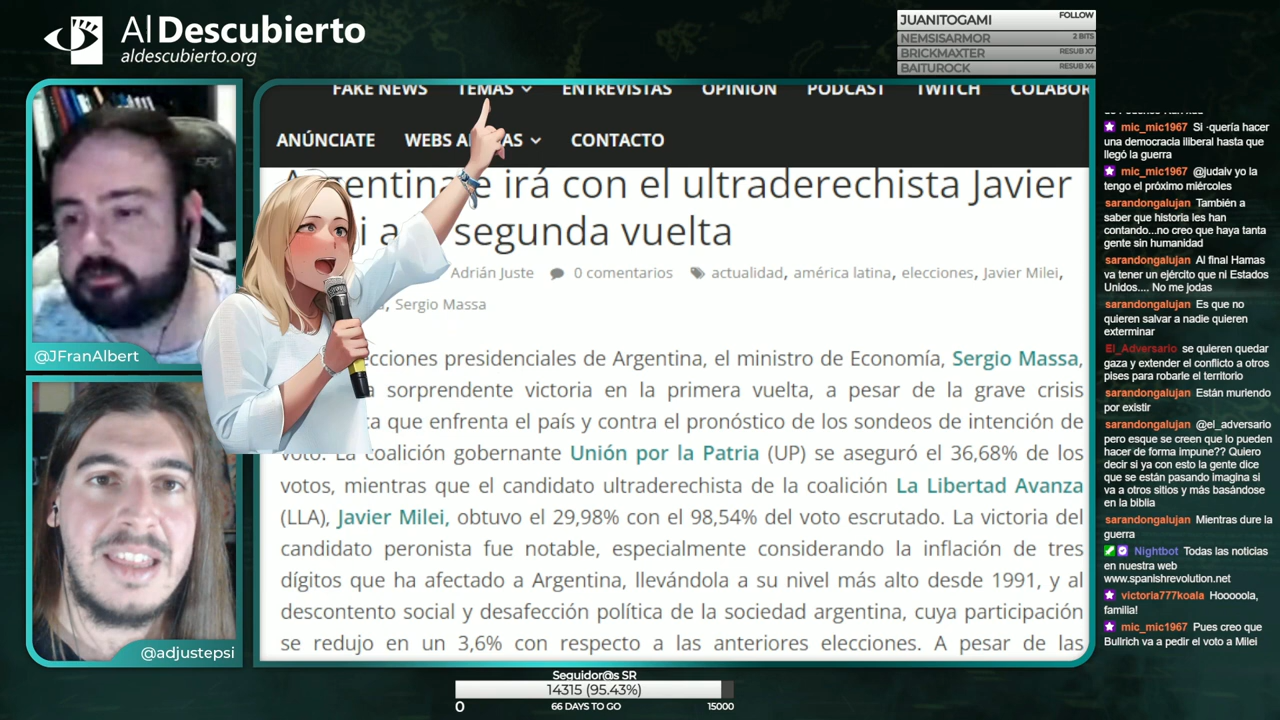 Al Descubierto
aldescubierto.org
JUANITOGAMI FOLLOW
NEMSISARMOR 2 BITS
BRICKMAXTER RESUB X7
BAITUROCK RESUB X4
FAKE NEWS TEMAS ENTREVISTAS OPINIÓN PODCAST TWITCH COLABOR
ANÚNCIATE WEBS CONTACTO
Argentina e irá con el ultraderechista Javier
segunda vuelta
Adrián Juste 0 comentarios actualidad, américa latina, elecciones, Javier Milei,
Sergio Massa
ecciones presidenciales de Argentina, el ministro de Economía, Sergio Massa,
sorprendente victoria en la primera vuelta, a pesar de la grave crisis
que enfrenta el país y contra el pronóstico de los sondeos de intención de
voto. La coalición gobernante Unión por la Patria (UP) se aseguró el 36,68% de los
votos, mientras que el candidato ultraderechista de la coalición La Libertad Avanza
(LLA), Javier Milei, obtuvo el 29,98% con el 98,54% del voto escrutado. La victoria del
candidato peronista fue notable, especialmente considerando la inflación de tres
dígitos que ha afectado a Argentina, llevándola a su nivel más alto desde 1991, y al
descontento social y desafección política de la sociedad argentina, cuya participación
se redujo en un 3,6% con respecto a las anteriores elecciones. A pesar de las
@JFranAlbert
@adjustepsi
Seguidor@s SR
14315 (95.43%)
0 66 DAYS TO GO 15000
mic_mic1967 Si -quería hacer
una democracia iliberal hasta que
llegó la guerra
mic_mic1967 @judaiv yo la
tengo el próximo miércoles
sarandongalujan También a
saber que historia les han
contando...no creo que haya tanta
gente sin humanidad
sarandongalujan Al final Hamas
va tener un ejército que ni Estados
Unidos.... No me jodas
sarandongalujan Es que no
quieren salvar a nadie quieren
exterminar
El_Adversario se quieren quedar
gaza y extender el conflicto a otros
pises para robarle el territorio
sarandongalujan Están muriendo
por existir
sarandongalujan @el_adversario
pero esque se creen que lo pueden
hacer de forma impune?? Quiero
decir si ya con esto la gente dice
que se están pasando imagina si
va a otros sitios y más basándose
en la biblia
sarandongalujan Mientras dure la
guerra
Nightbot Todas las noticias
en nuestra web
www.spanishrevolution.net
victoria777koala Hooooola,
familia!
mic_mic1967 Pues creo que
Bullrich va a pedir el voto a Milei